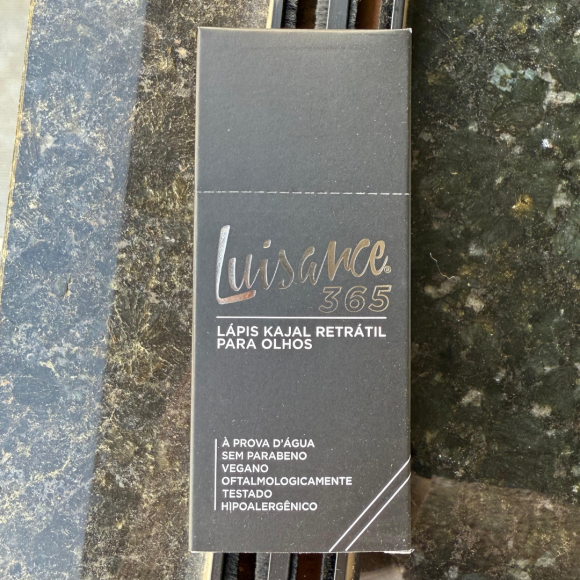 Luisance®
365
LÁPIS KAJAL RETRÁTIL
PARA OLHOS
À PROVA D'ÁGUA
SEM PARABENO
VEGANO
OFTALMOLOGICAMENTE
TESTADO
HIPOALERGÊNICO